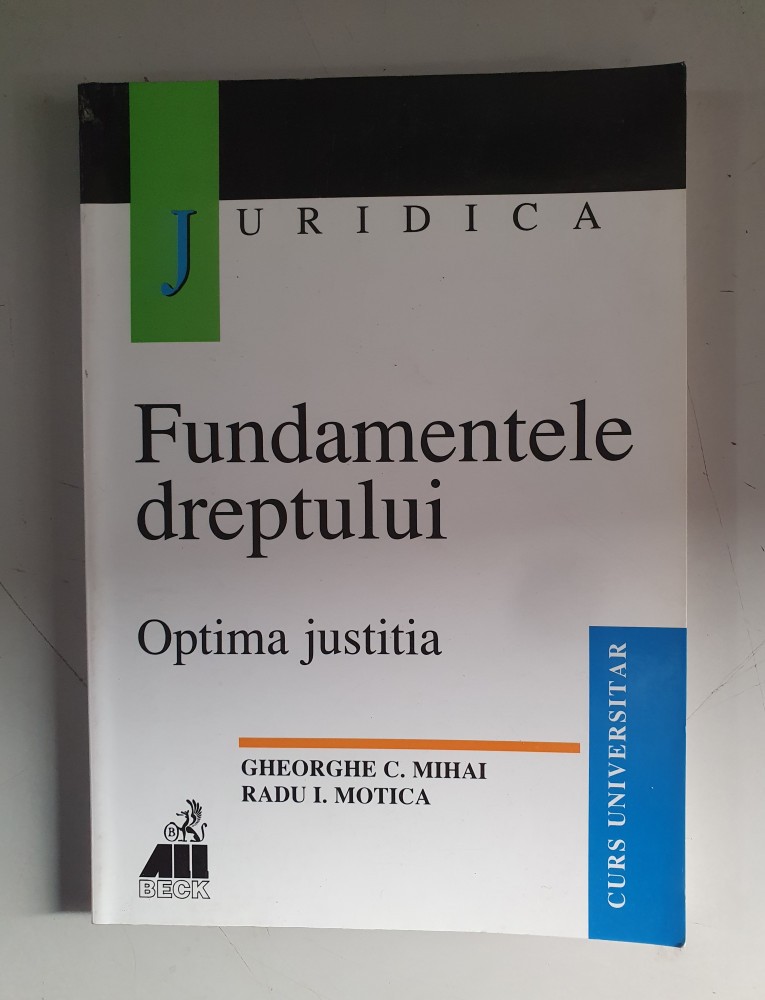 JURIDICA
Fundamentele
dreptului
Optima justitia
GHEORGHE C. MIHAI
RADU I. MOTICA
CURS UNIVERSITAR
B
ALL
BECK